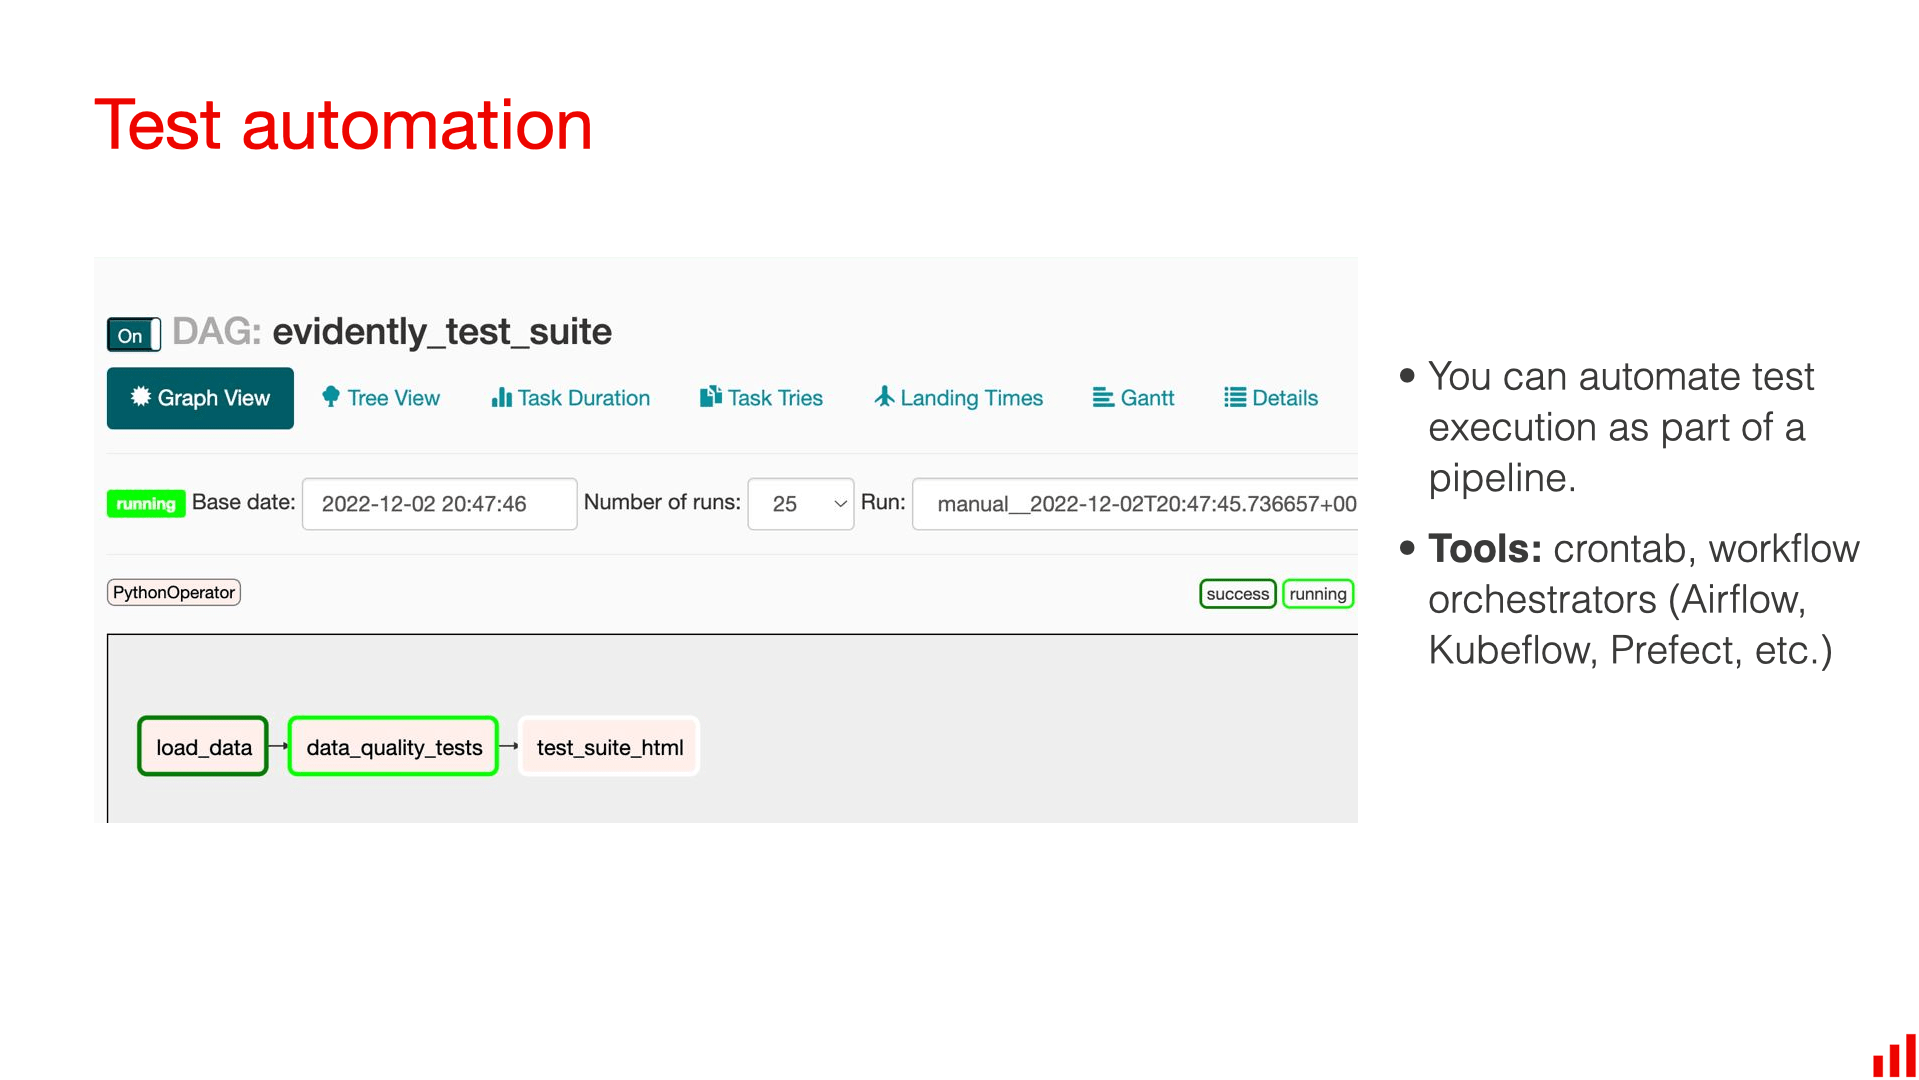 Test automation
On DAG: evidently_test_suite
Graph View Tree View Task Duration Task Tries Landing Times Gantt Details
running Base date: 2022-12-02 20:47:46 Number of runs: 25 Run: manual__2022-12-02T20:47:45.736657+00
PythonOperator success running
load_data data_quality_tests test_suite_html
• You can automate test
execution as part of a
pipeline.
• Tools: crontab, workflow
orchestrators (Airflow,
Kubeflow, Prefect, etc.)